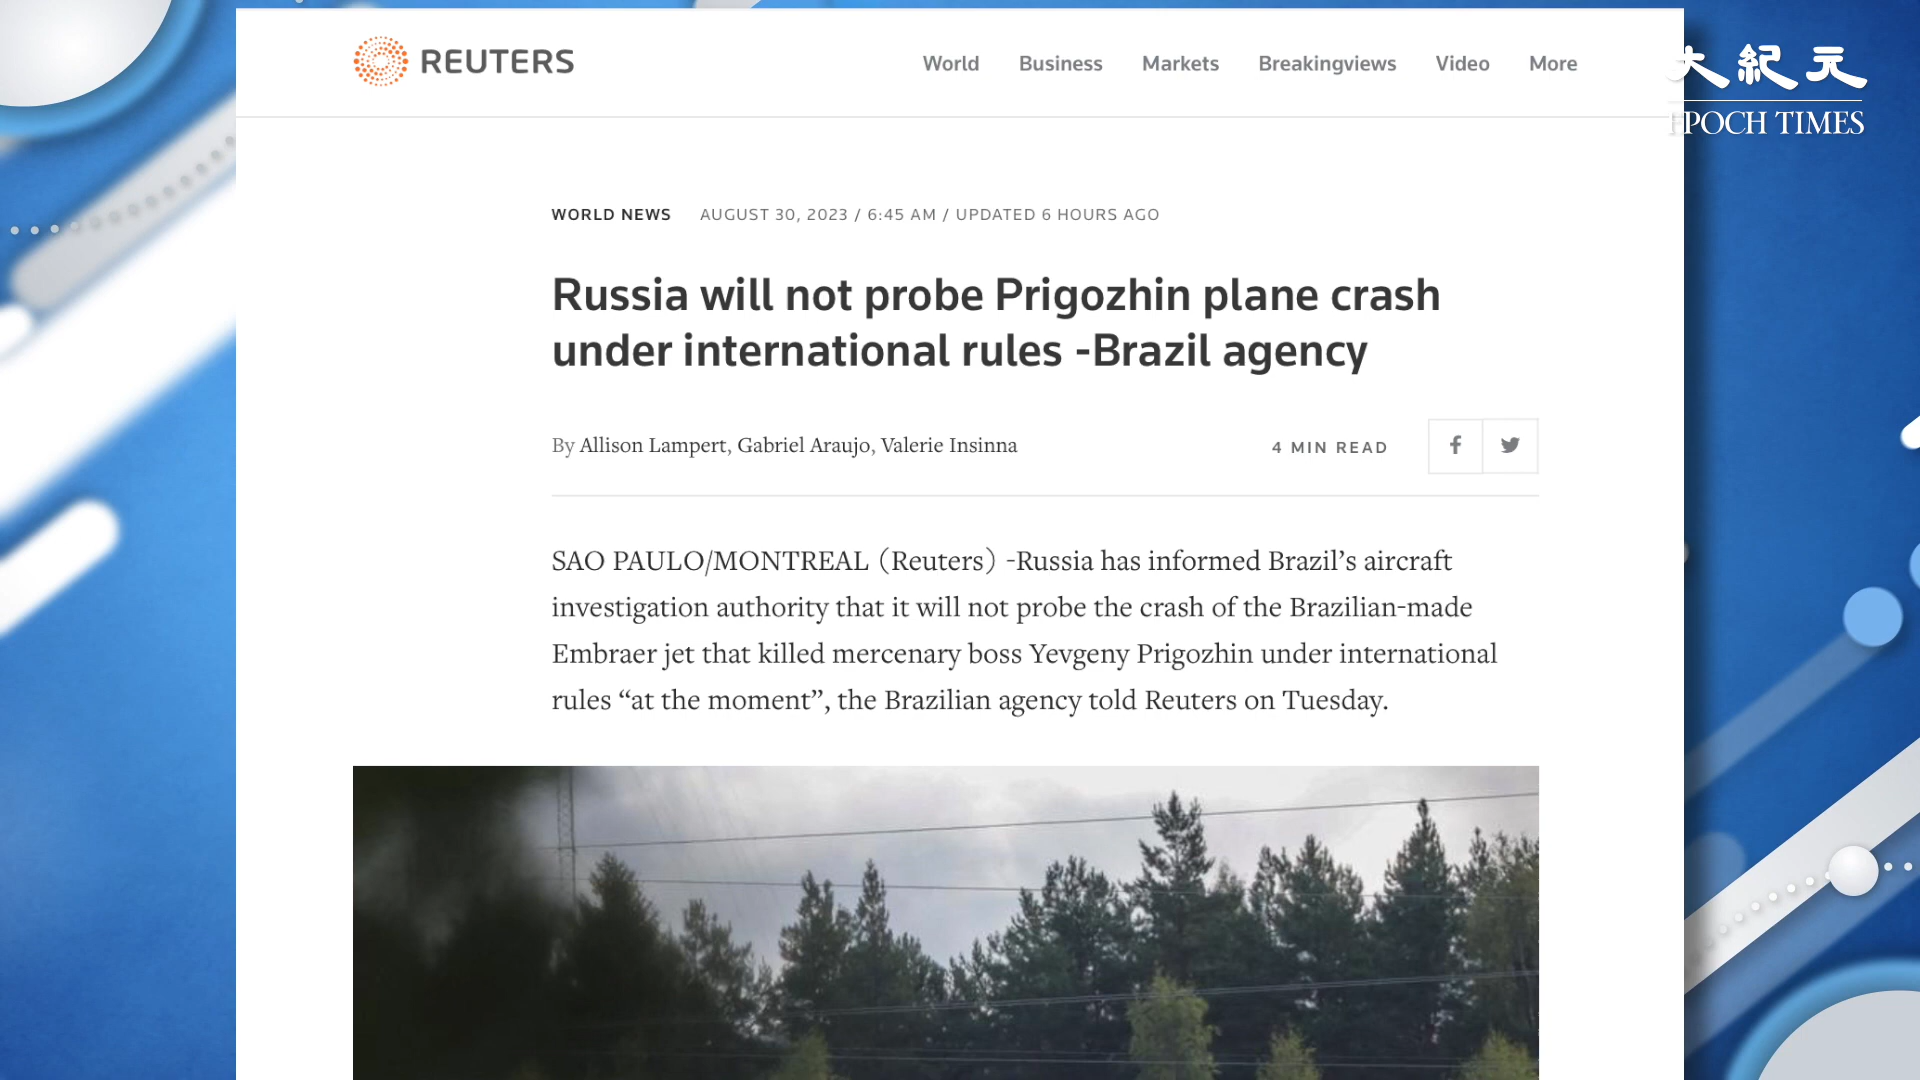 REUTERS
World Business Markets Breakingviews Video More
大紀元
EPOCH TIMES
WORLD NEWS AUGUST 30, 2023 / 6:45 AM / UPDATED 6 HOURS AGO
Russia will not probe Prigozhin plane crash
under international rules -Brazil agency
By Allison Lampert, Gabriel Araujo, Valerie Insinna
4 MIN READ
SAO PAULO/MONTREAL (Reuters) -Russia has informed Brazil’s aircraft
investigation authority that it will not probe the crash of the Brazilian-made
Embraer jet that killed mercenary boss Yevgeny Prigozhin under international
rules “at the moment”, the Brazilian agency told Reuters on Tuesday.